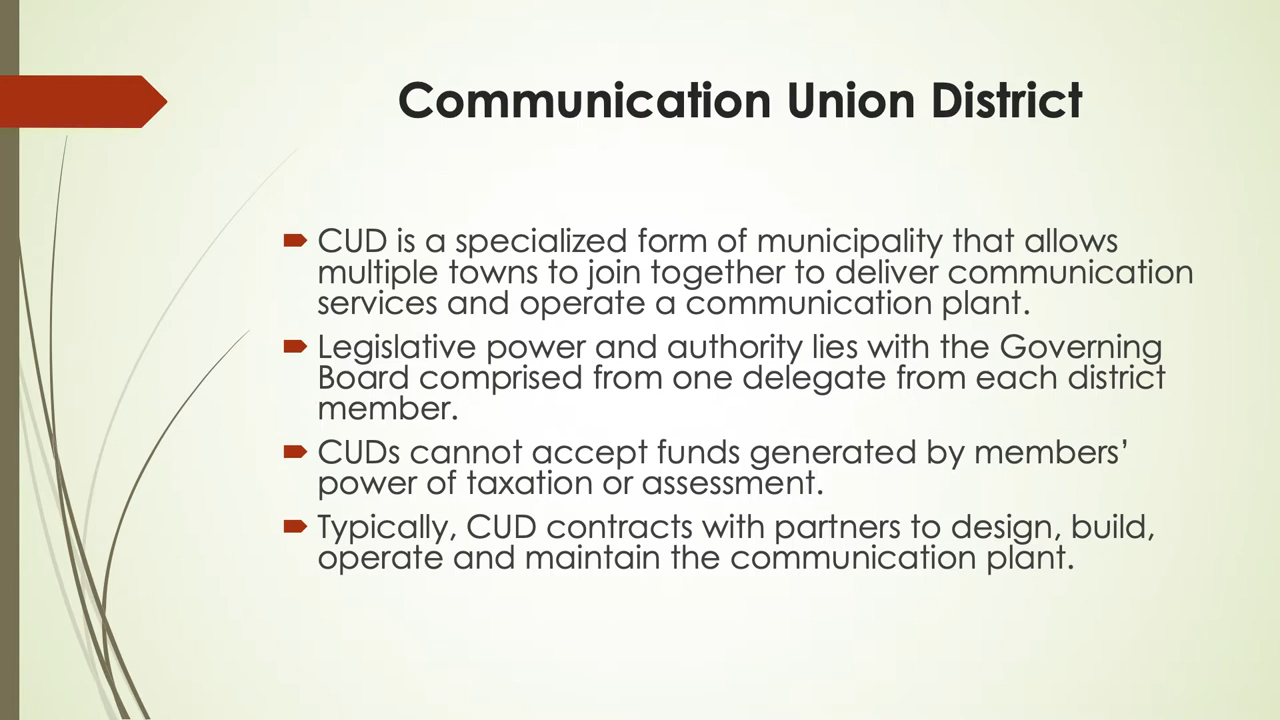 Communication Union District
CUD is a specialized form of municipality that allows
multiple towns to join together to deliver communication
services and operate a communication plant.
Legislative power and authority lies with the Governing
Board comprised from one delegate from each district
member.
CUDs cannot accept funds generated by members’
power of taxation or assessment.
Typically, CUD contracts with partners to design, build,
operate and maintain the communication plant.